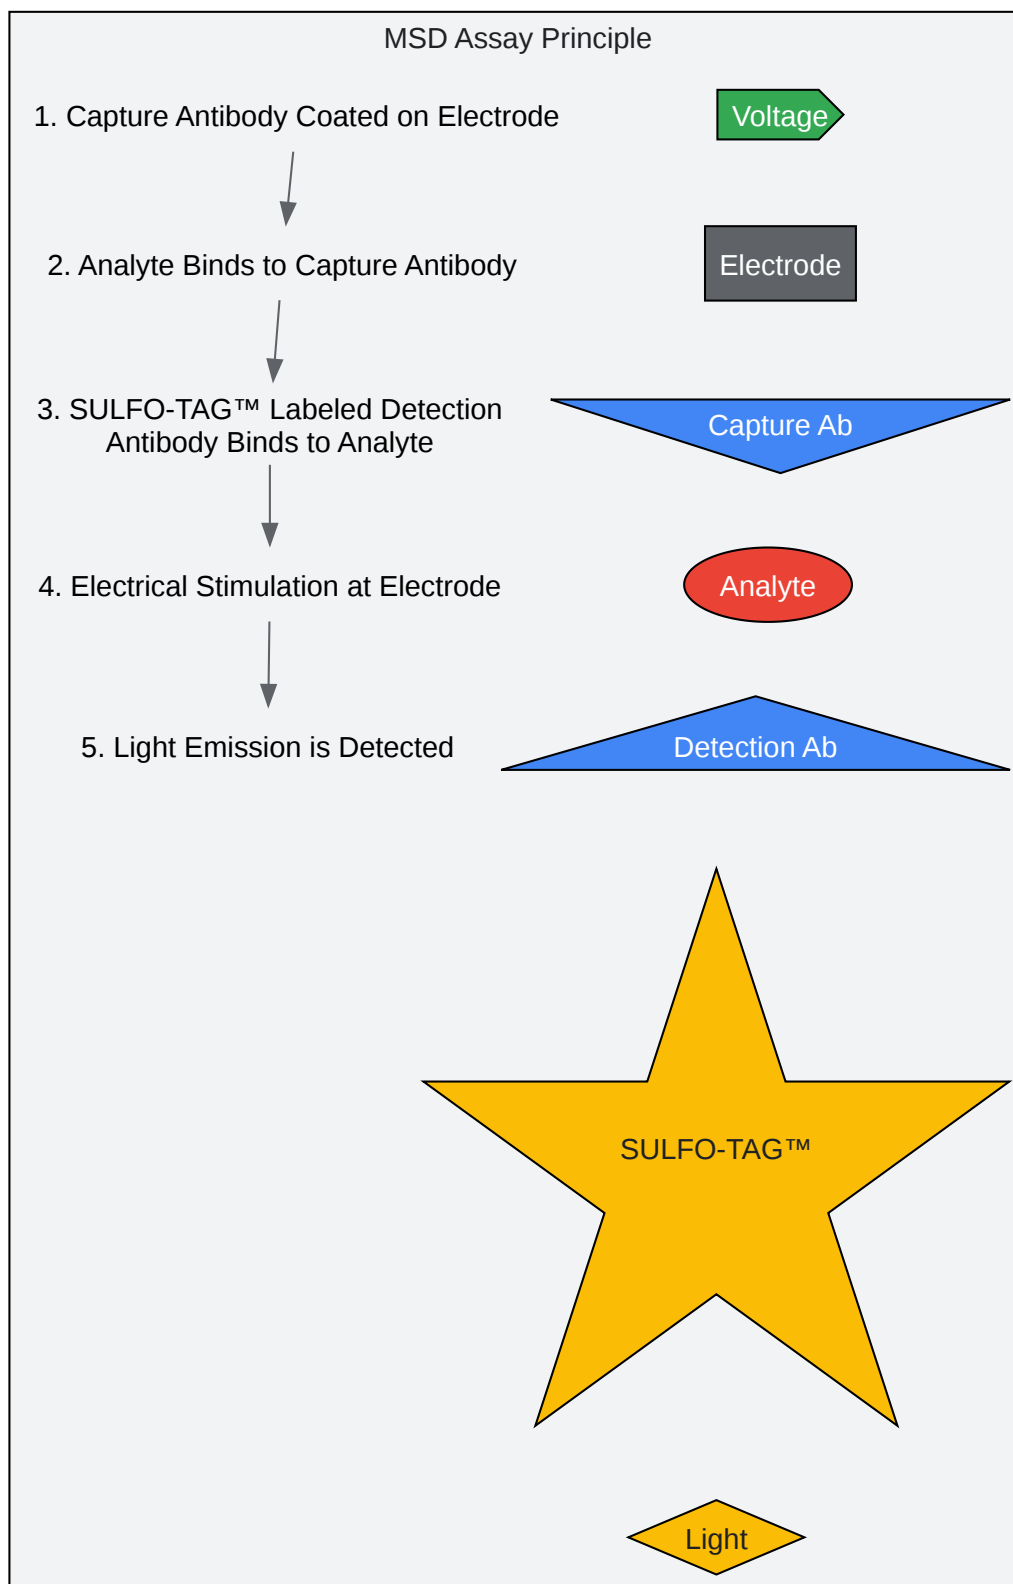 MSD Assay Principle
1. Capture Antibody Coated on Electrode
Voltage
2. Analyte Binds to Capture Antibody
Electrode
3. SULFO-TAG™ Labeled Detection
Antibody Binds to Analyte
Capture Ab
4. Electrical Stimulation at Electrode
Analyte
5. Light Emission is Detected
Detection Ab
SULFO-TAG™
Light